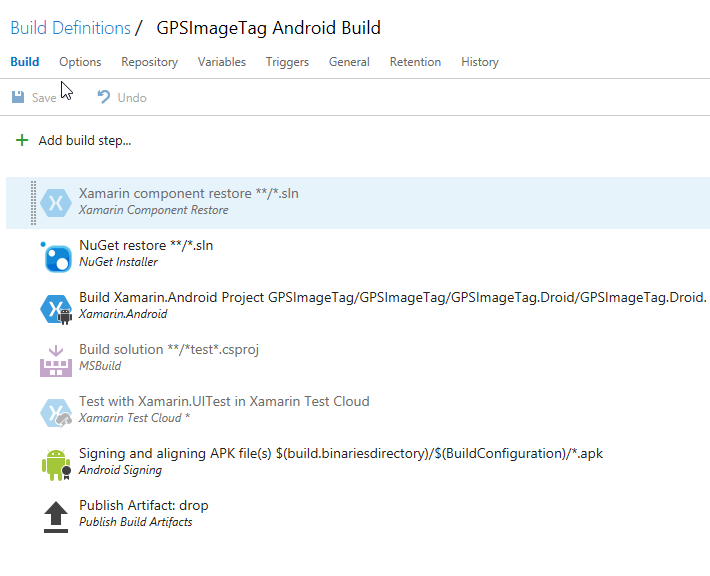 Build Definitions / GPSImageTag Android Build
Build Options Repository Variables Triggers General Retention History
Save Undo
Add build step...
Xamarin component restore **/*.sln
Xamarin Component Restore
NuGet restore **/*.sln
NuGet Installer
Build Xamarin.Android Project GPSImageTag/GPSImageTag/GPSImageTag.Droid/GPSImageTag.Droid.
Xamarin.Android
Build solution **/*test*.csproj
MSBuild
Test with Xamarin.UITest in Xamarin Test Cloud
Xamarin Test Cloud *
Signing and aligning APK file(s) $(build.binariesdirectory)/$(BuildConfiguration)/*.apk
Android Signing
Publish Artifact: drop
Publish Build Artifacts